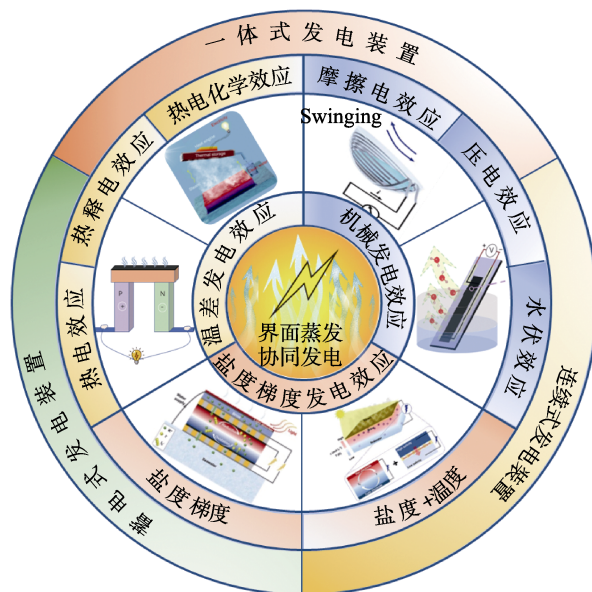 一体式发电装置
热电化学效应
摩擦电效应
Swinging
热释电效应
压电效应
Thermal storage
温差发电效应
机械发电效应
P
N
V
热电效应
水伏效应
界面蒸发
协同发电
盐度梯度发电效应
蓄电式发电装置
连续式发电装置
盐度梯度
盐度+温度